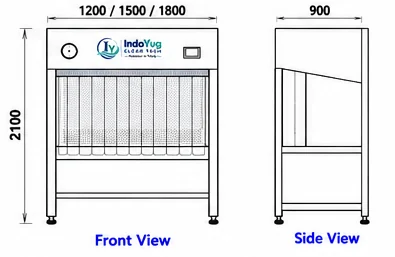 1200 / 1500 / 1800
900
IndoYug
CLEAN TECH
2100
Front View
Side View